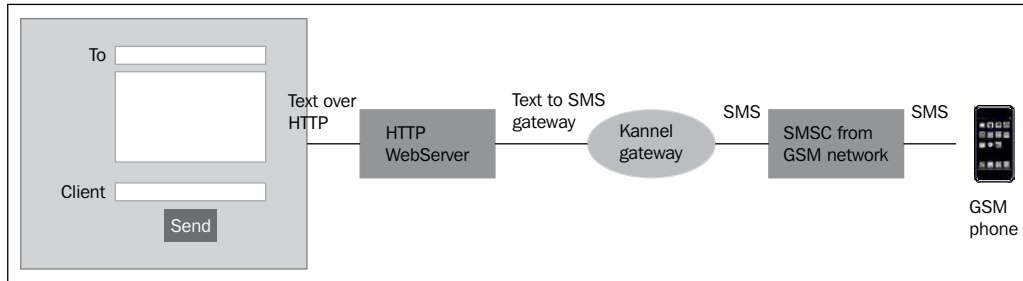 To
Client
Send
Text over
HTTP
HTTP
WebServer
Text to SMS
gateway
Kannel
gateway
SMS
SMSC from
GSM network
SMS
GSM
phone